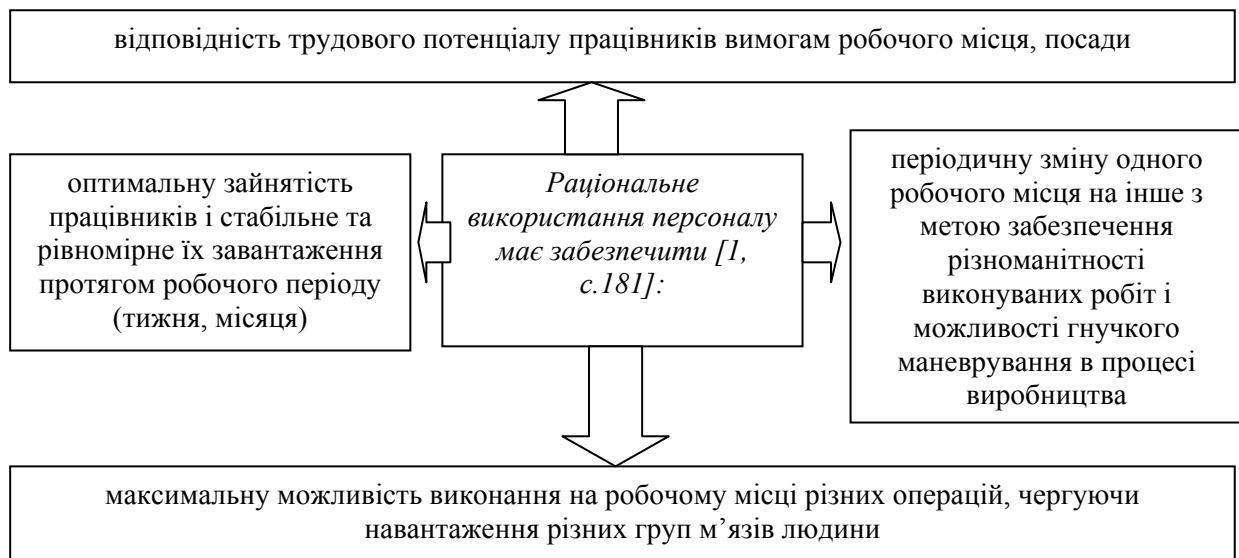 відповідність трудового потенціалу працівників вимогам робочого місця, посади
оптимальну зайнятість
працівників і стабільне та
рівномірне їх завантаження
протягом робочого періоду
(тижня, місяця)
Раціональне
використання персоналу
має забезпечити [1,
с.181]:
періодичну зміну одного
робочого місця на інше з
метою забезпечення
різноманітності
виконуваних робіт і
можливості гнучкого
маневрування в процесі
виробництва
максимальну можливість виконання на робочому місці різних операцій, чергуючи
навантаження різних груп м’язів людини